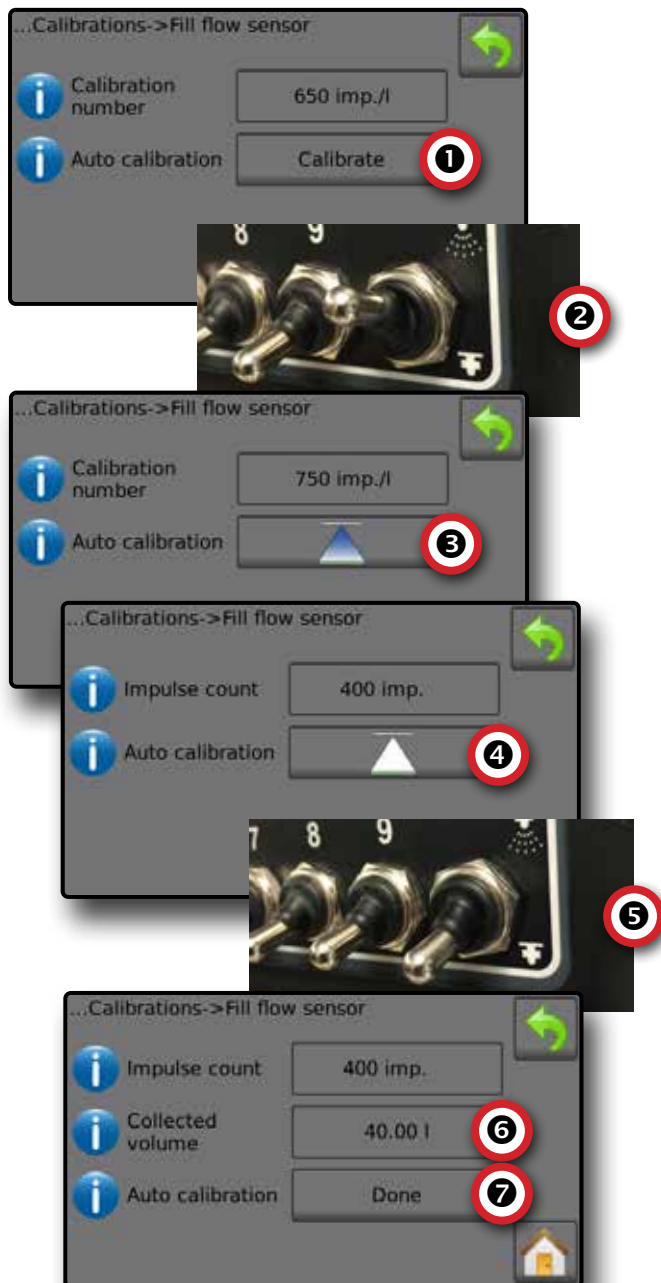 ...Calibrations->Fill flow sensor
Calibration
number
650 imp./l
Auto calibration
Calibrate
❶
8 9
❷
...Calibrations->Fill flow sensor
Calibration
number
750 imp./l
Auto calibration
❸
...Calibrations->Fill flow sensor
Impulse count
400 imp.
Auto calibration
❹
7 8 9
❺
...Calibrations->Fill flow sensor
Impulse count
400 imp.
Collected
volume
40.00 l
❻
Auto calibration
Done
❼